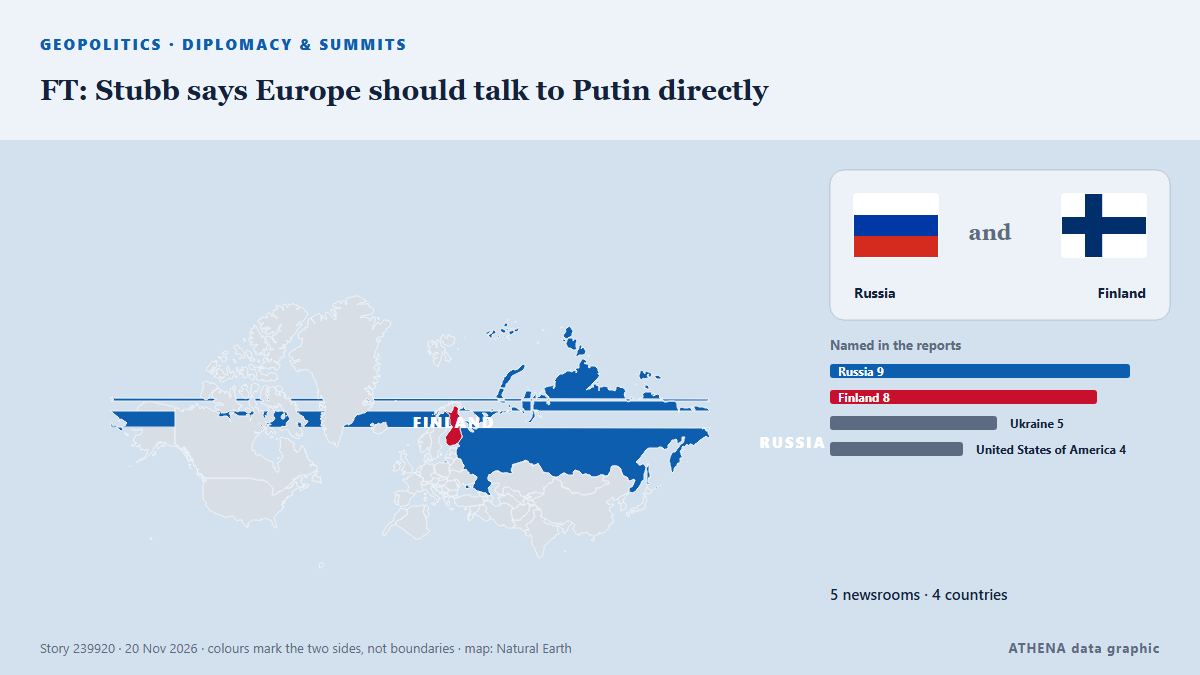 GEOPOLITICS · DIPLOMACY & SUMMITS
FT: Stubb says Europe should talk to Putin directly
and
Russia
Finland
Named in the reports
Russia 9
Finland 8
Ukraine 5
United States of America 4
FINLAND
RUSSIA
5 newsrooms · 4 countries
Story 239920 · 20 Nov 2026 · colours mark the two sides, not boundaries · map: Natural Earth
ATHENA data graphic